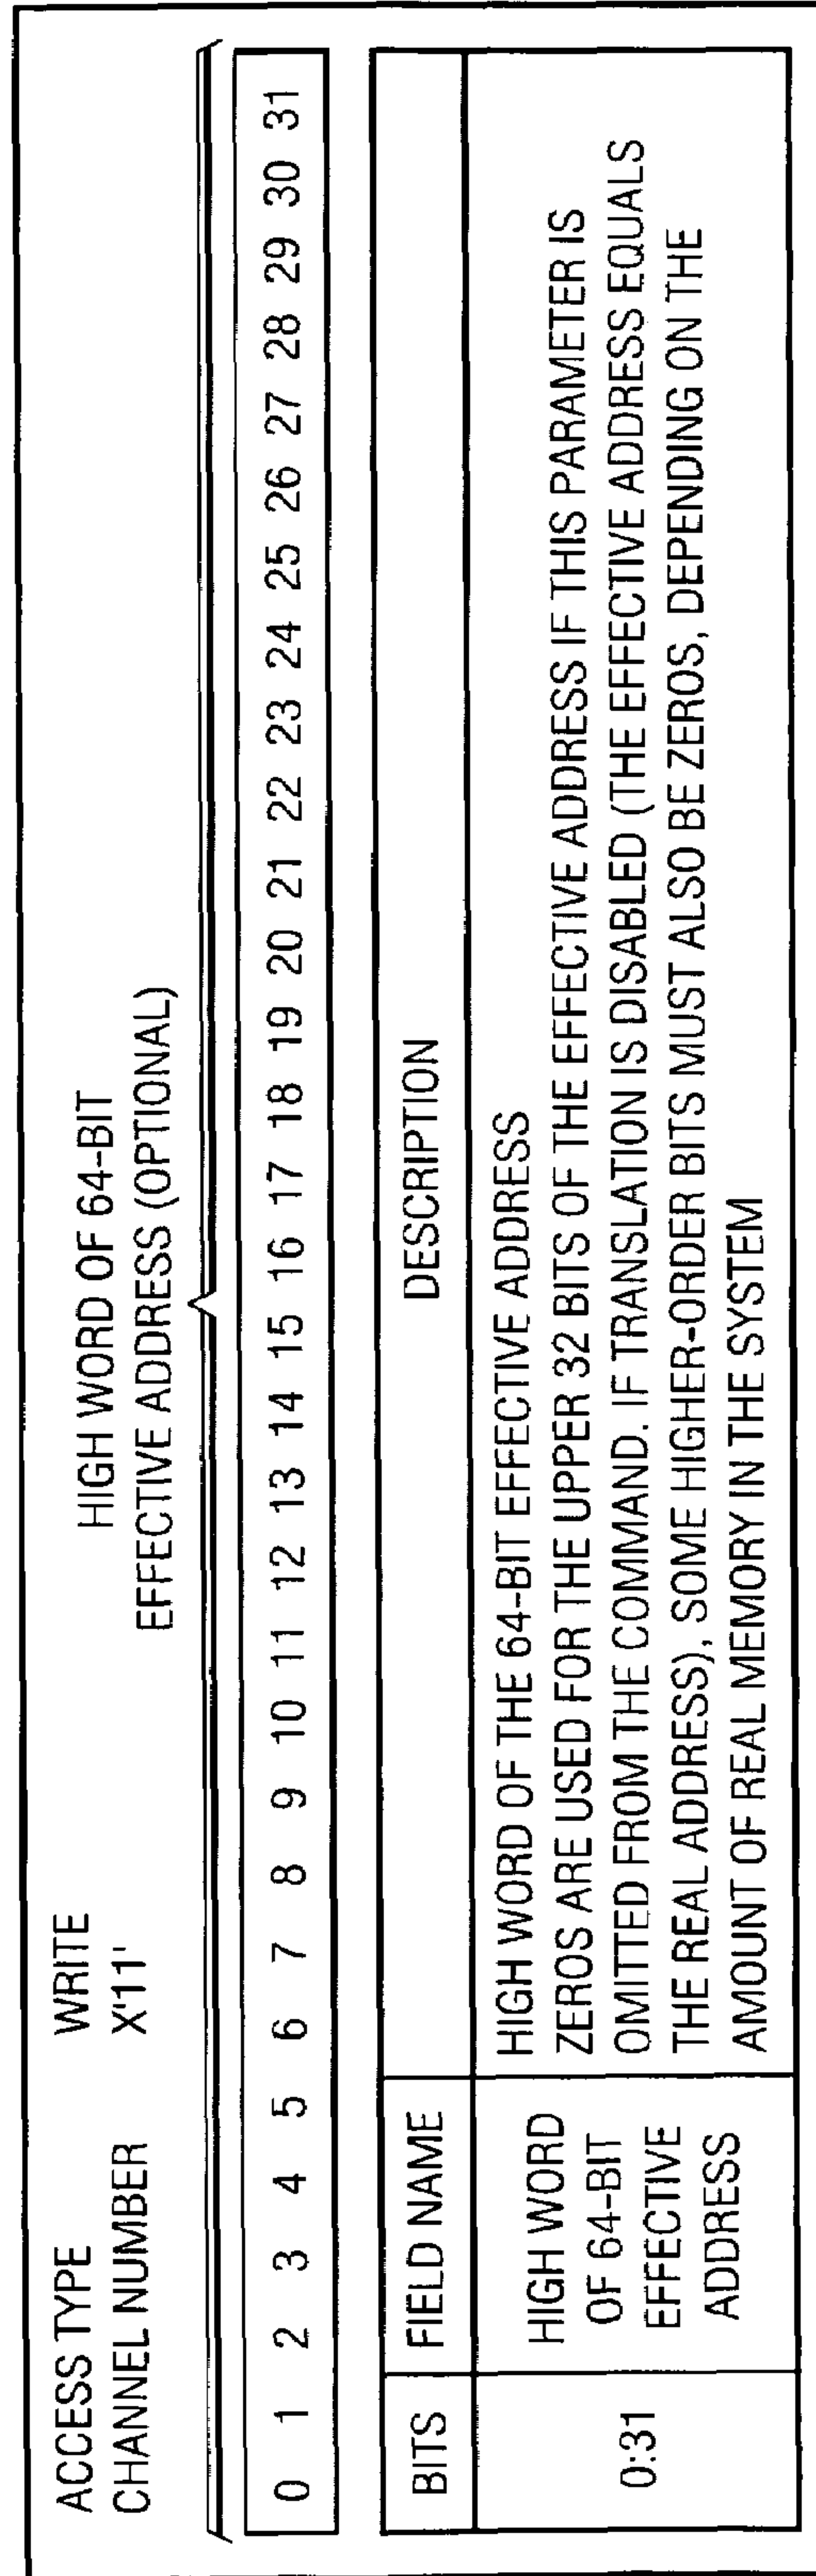 ACCESS TYPE WRITE
CHANNEL NUMBER X'11'
HIGH WORD OF 64-BIT
EFFECTIVE ADDRESS (OPTIONAL)
0 1 2 3 4 5 6 7 8 9 10 11 12 13 14 15 16 17 18 19 20 21 22 23 24 25 26 27 28 29 30 31
BITS FIELD NAME DESCRIPTION
0:31
HIGH WORD
OF 64-BIT
EFFECTIVE
ADDRESS
HIGH WORD OF THE 64-BIT EFFECTIVE ADDRESS
ZEROS ARE USED FOR THE UPPER 32 BITS OF THE EFFECTIVE ADDRESS IF THIS PARAMETER IS
OMITTED FROM THE COMMAND. IF TRANSLATION IS DISABLED (THE EFFECTIVE ADDRESS EQUALS
THE REAL ADDRESS), SOME HIGHER-ORDER BITS MUST ALSO BE ZEROS, DEPENDING ON THE
AMOUNT OF REAL MEMORY IN THE SYSTEM